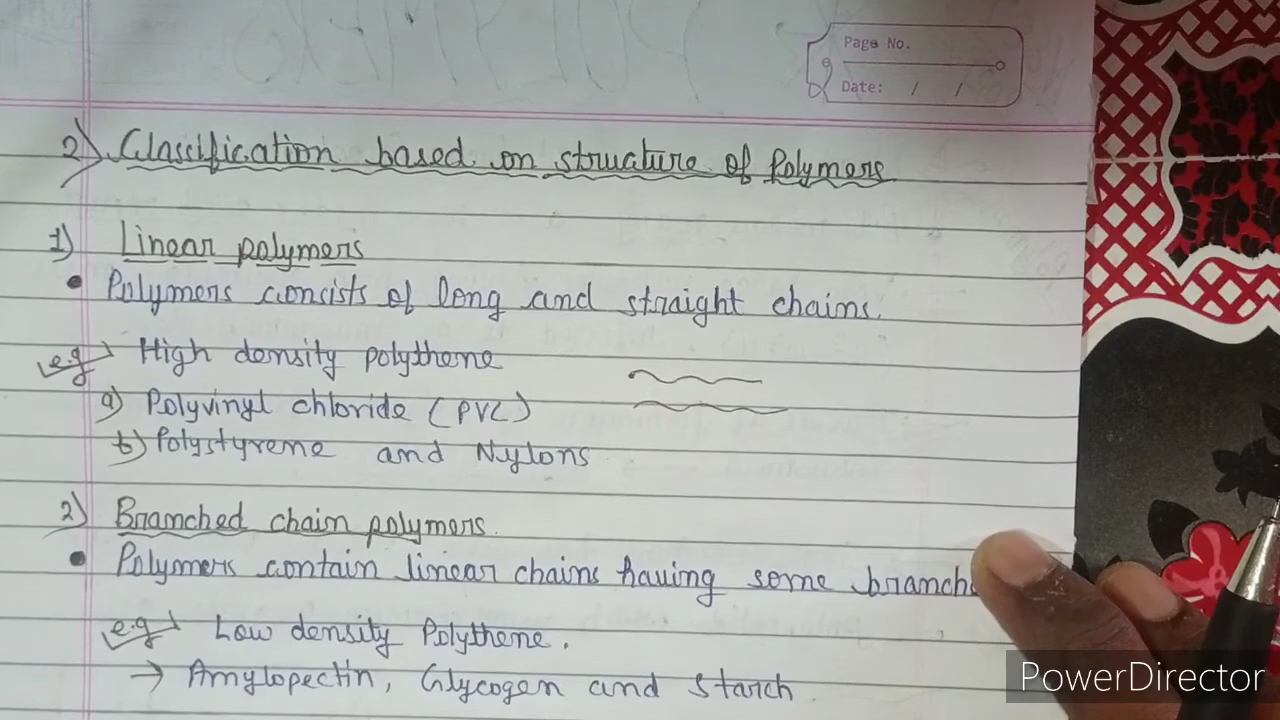 Page No.
Date: / /
2) Classification based on structure of Polymers
1) Linear polymers
• Polymers consists of long and straight chains.
e.g High density polythene
a) Polyvinyl chloride (PVC)
b) Polystyrene and Nylons
2) Branched chain polymers.
• Polymers contain linear chains having some branche
e.g Low density Polythene.
→ Amylopectin, Glycogen and starch
PowerDirector